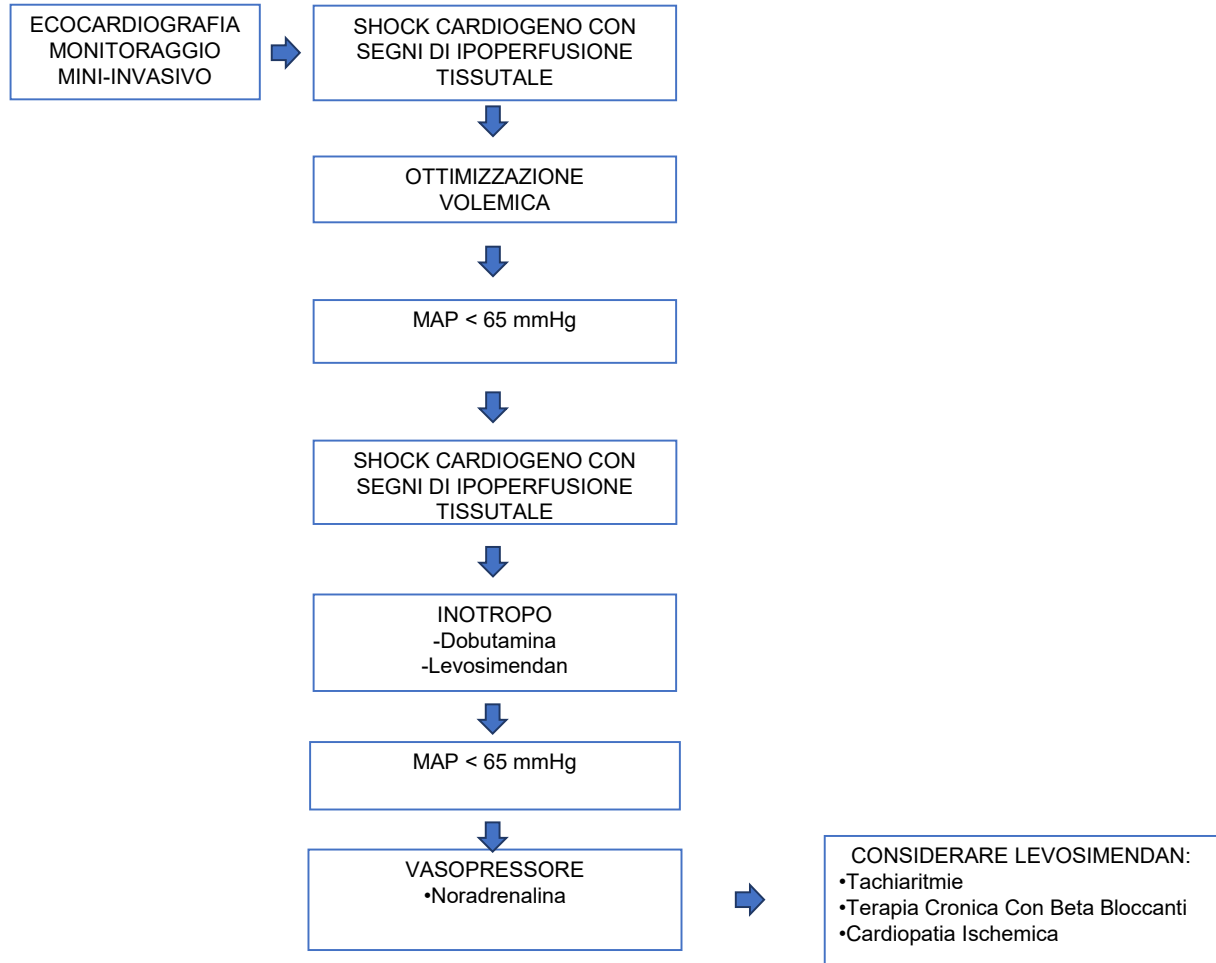 ECOCARDIOGRAFIA
MONITORAGGIO
MINI-INVASIVO
SHOCK CARDIOGENO CON
SEGNI DI IPOPERFUSIONE
TISSUTALE
OTTIMIZZAZIONE
VOLEMICA
MAP < 65 mmHg
SHOCK CARDIOGENO CON
SEGNI DI IPOPERFUSIONE
TISSUTALE
INOTROPO
-Dobutamina
-Levosimendan
MAP < 65 mmHg
VASOPRESSORE
•Noradrenalina
CONSIDERARE LEVOSIMENDAN:
•Tachiaritmie
•Terapia Cronica Con Beta Bloccanti
•Cardiopatia Ischemica